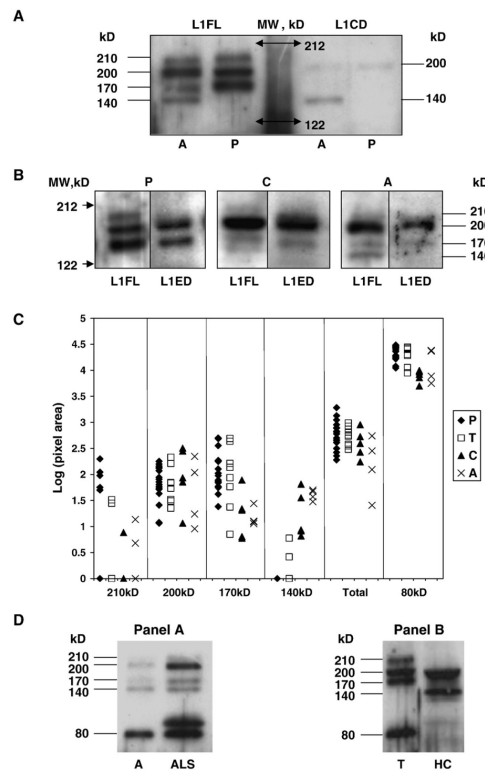 A
L1FL MW, kD L1CD
kD kD
210
200
170
140
212
122
200
140
A P A P
B
MW,kD P C A kD
212
122
210
200
170
140
L1FL L1ED L1FL L1ED L1FL L1ED
C
Log (pixel area)
5
4.5
4
3.5
3
2.5
2
1.5
1
0.5
0
210kD 200kD 170kD 140kD Total 80kD
P
T
C
A
D
Panel A
kD
210
200
170
140
80
A ALS
Panel B
kD
210
200
170
140
80
T HC